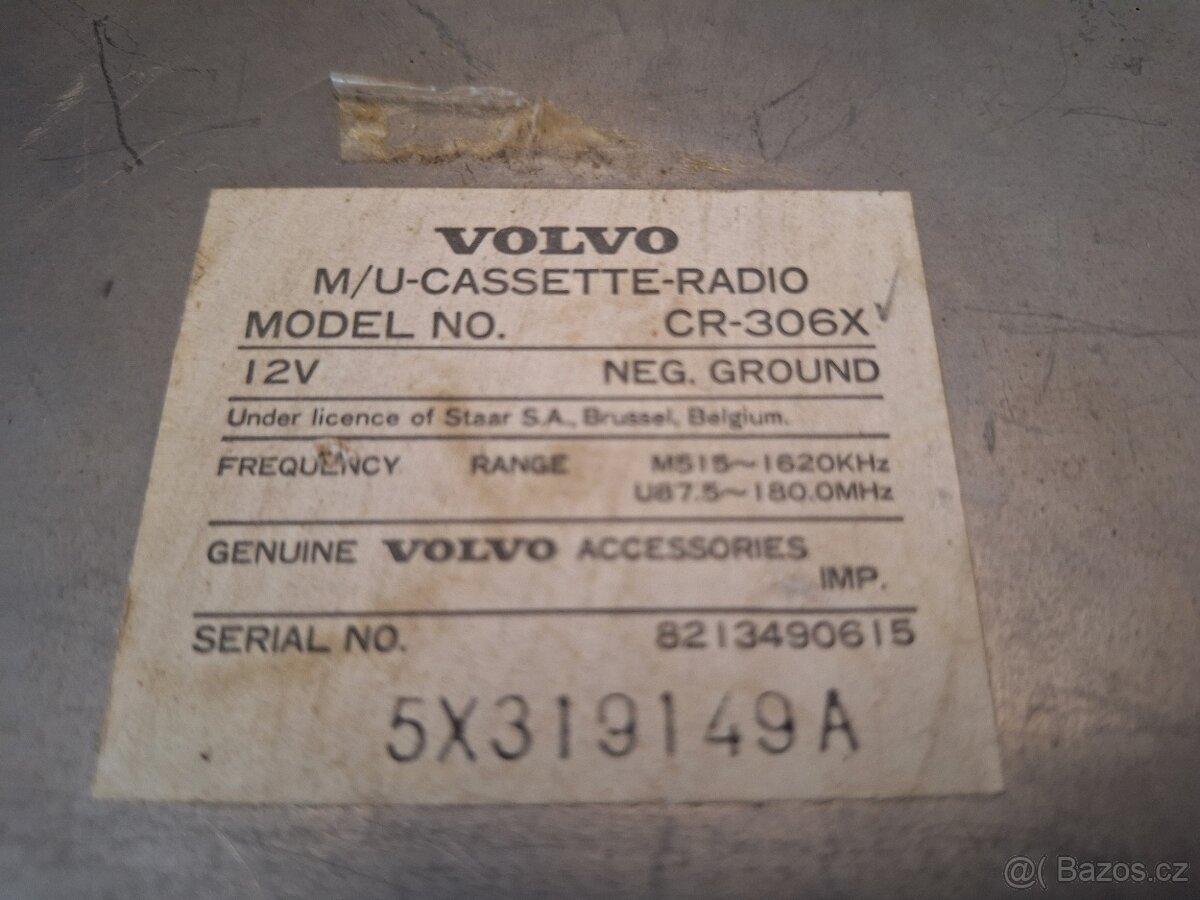 VOLVO
M/U-CASSETTE-RADIO
MODEL NO. CR-306X
12V NEG. GROUND
Under licence of Staar S.A., Brussel, Belgium.
FREQUENCY RANGE M515~1620KHz
U87.5~180.0MHz
GENUINE VOLVO ACCESSORIES
IMP.
SERIAL NO. 8213490615
5X319149A
@( Bazos.cz